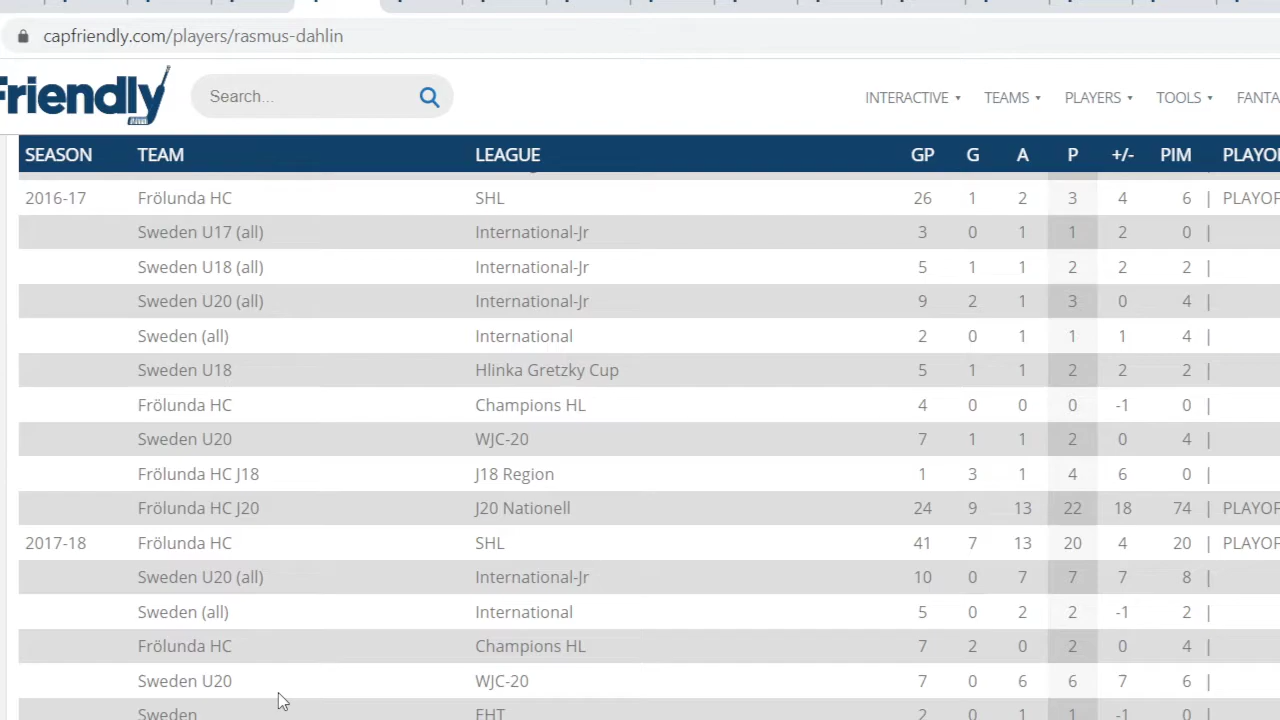 capfriendly.com/players/rasmus-dahlin
Friendly Search... INTERACTIVE TEAMS PLAYERS TOOLS FANTA
SEASON TEAM LEAGUE GP G A P +/- PIM PLAYO
2016-17 Frölunda HC SHL 26 1 2 3 4 6 | PLAYOF
Sweden U17 (all) International-Jr 3 0 1 1 2 0 |
Sweden U18 (all) International-Jr 5 1 1 2 2 2 |
Sweden U20 (all) International-Jr 9 2 1 3 0 4 |
Sweden (all) International 2 0 1 1 1 4 |
Sweden U18 Hlinka Gretzky Cup 5 1 1 2 2 2 |
Frölunda HC Champions HL 4 0 0 0 -1 0 |
Sweden U20 WJC-20 7 1 1 2 0 4 |
Frölunda HC J18 J18 Region 1 3 1 4 6 0 |
Frölunda HC J20 J20 Nationell 24 9 13 22 18 74 | PLAYOF
2017-18 Frölunda HC SHL 41 7 13 20 4 20 | PLAYOF
Sweden U20 (all) International-Jr 10 0 7 7 7 8 |
Sweden (all) International 5 0 2 2 -1 2 |
Frölunda HC Champions HL 7 2 0 2 0 4 |
Sweden U20 WJC-20 7 0 6 6 7 6 |
Sweden EHT 2 0 1 1 -1 0 |